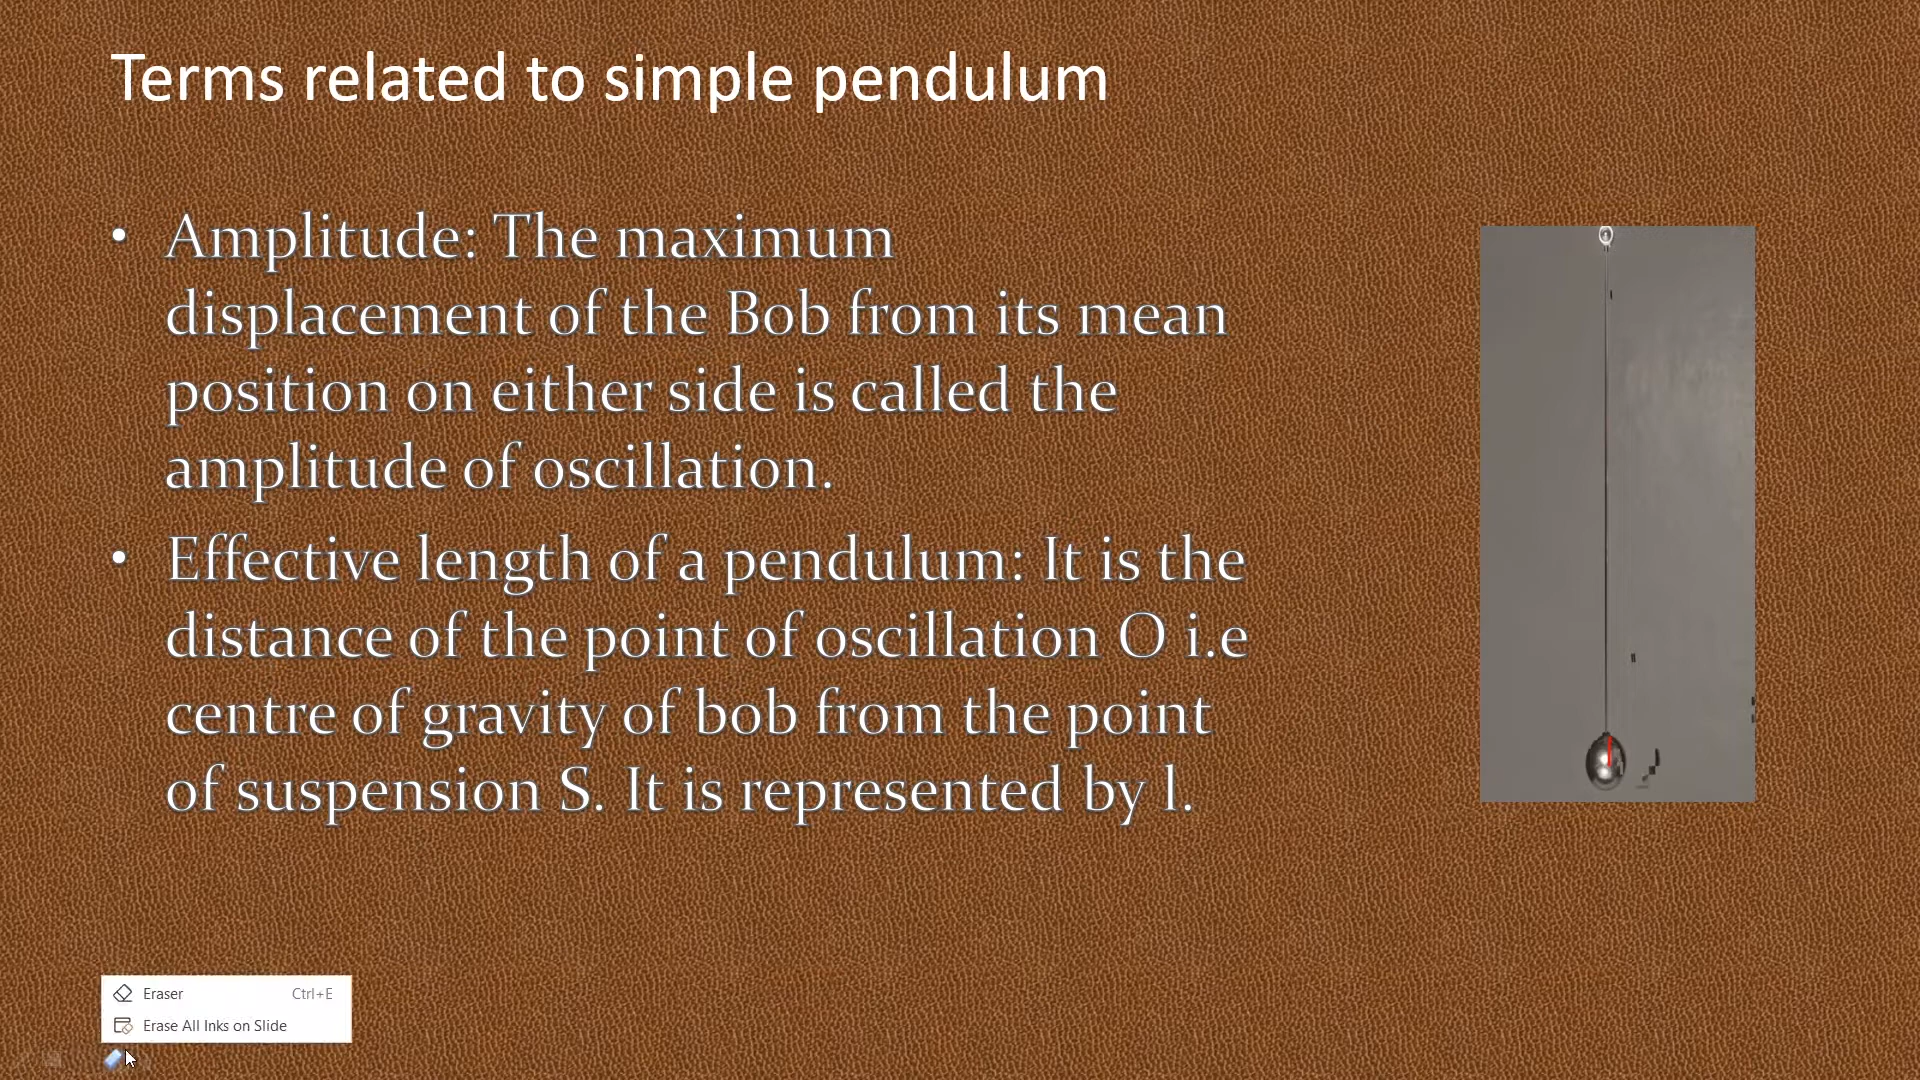 Terms related to simple pendulum
• Amplitude: The maximum
displacement of the Bob from its mean
position on either side is called the
amplitude of oscillation.
• Effective length of a pendulum: It is the
distance of the point of oscillation O i.e
centre of gravity of bob from the point
of suspension S. It is represented by l.
Eraser Ctrl+E
Erase All Inks on Slide